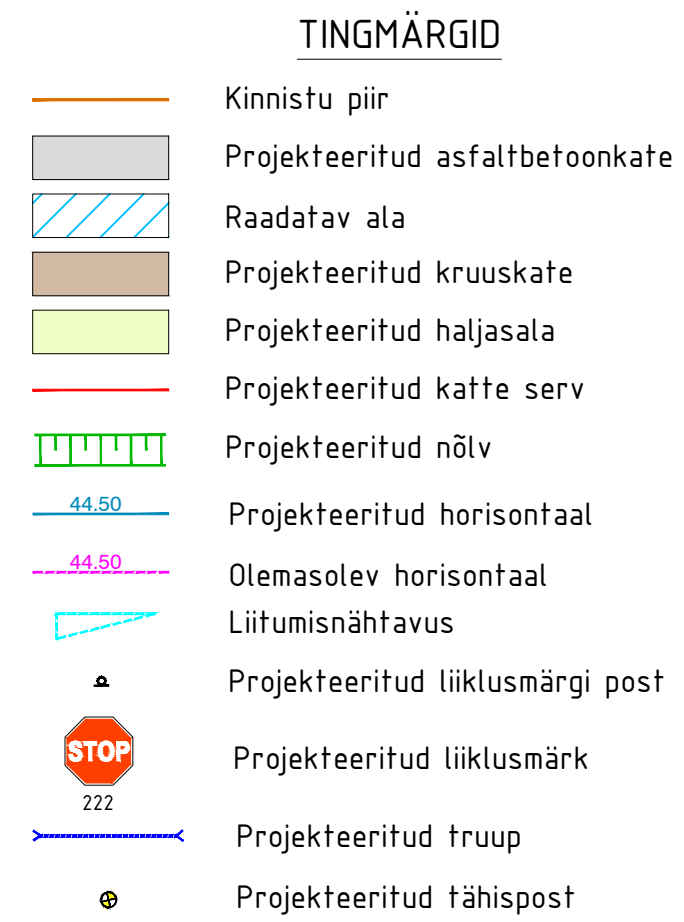 TINGMÄRGID
Kinnistu piir
Projekteeritud asfaltbetoonkate
Raadatav ala
Projekteeritud kruuskate
Projekteeritud haljasala
Projekteeritud katte serv
Projekteeritud nõlv
44.50 Projekteeritud horisontaal
44.50 Olemasolev horisontaal
Liitumisnähtavus
Projekteeritud liiklusmärgi post
STOP Projekteeritud liiklusmärk
222
Projekteeritud truup
Projekteeritud tähispost